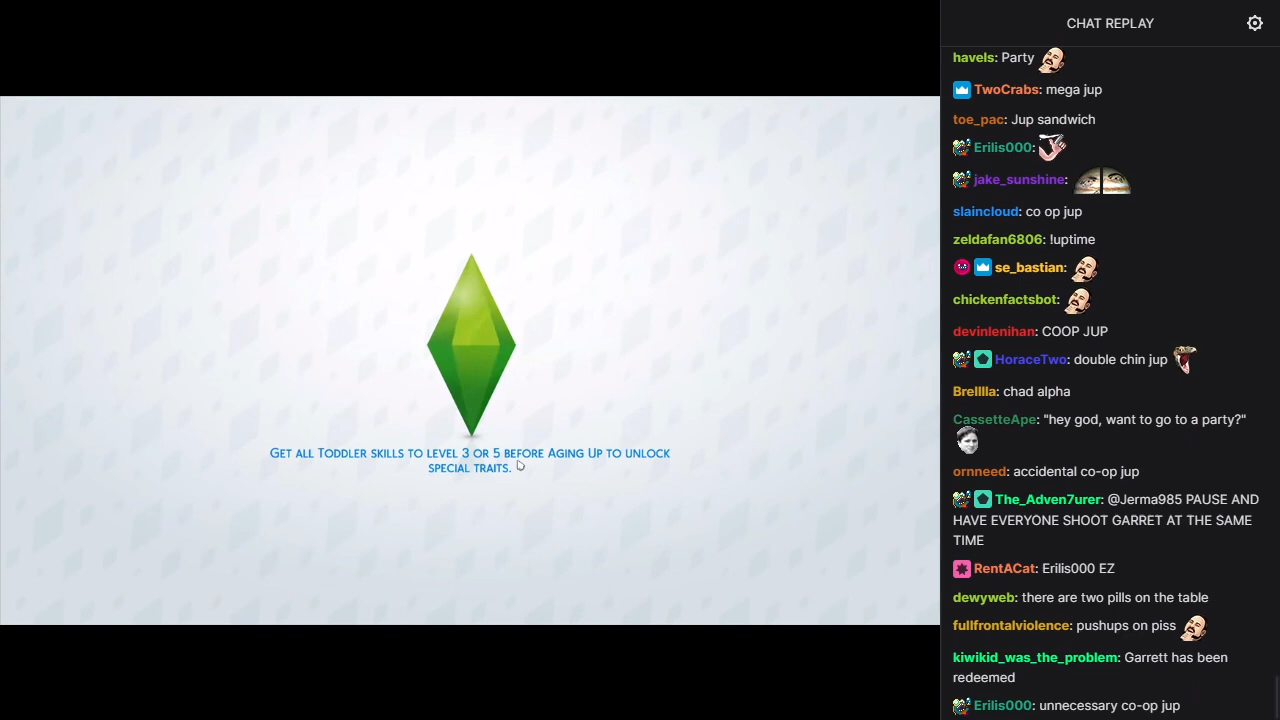 GET ALL TODDLER SKILLS TO LEVEL 3 OR 5 BEFORE AGING UP TO UNLOCK
SPECIAL TRAITS.
CHAT REPLAY
havels: Party
TwoCrabs: mega jup
toe_pac: Jup sandwich
Erilis000:
jake_sunshine:
slaincloud: co op jup
zeldafan6806: !uptime
se_bastian:
chickenfactsbot:
devinlenihan: COOP JUP
HoraceTwo: double chin jup
Brelllla: chad alpha
CassetteApe: "hey god, want to go to a party?"
ornneed: accidental co-op jup
The_Adven7urer: @Jerma985 PAUSE AND
HAVE EVERYONE SHOOT GARRET AT THE SAME
TIME
RentACat: Erilis000 EZ
dewyweb: there are two pills on the table
fullfrontalviolence: pushups on piss
kiwikid_was_the_problem: Garrett has been
redeemed
Erilis000: unnecessary co-op jup